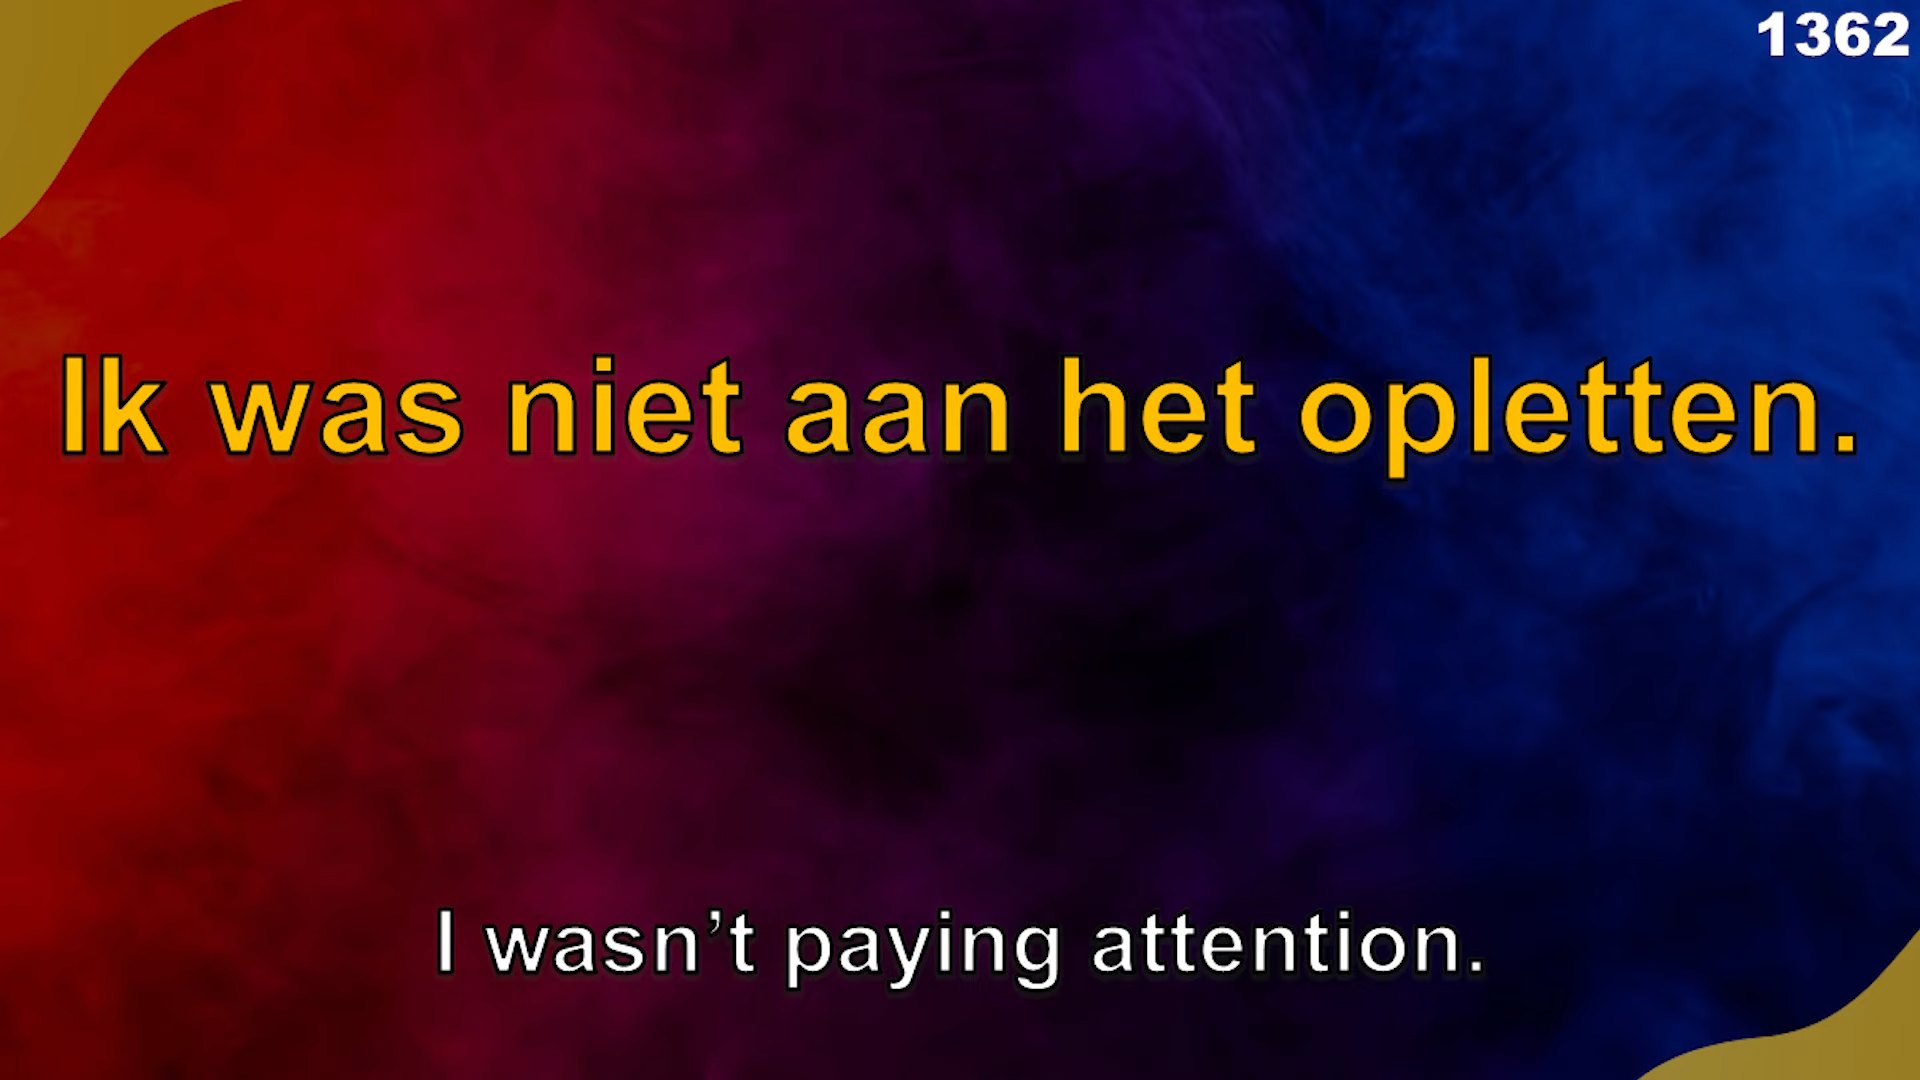 1362
Ik was niet aan het opletten.
I wasn’t paying attention.